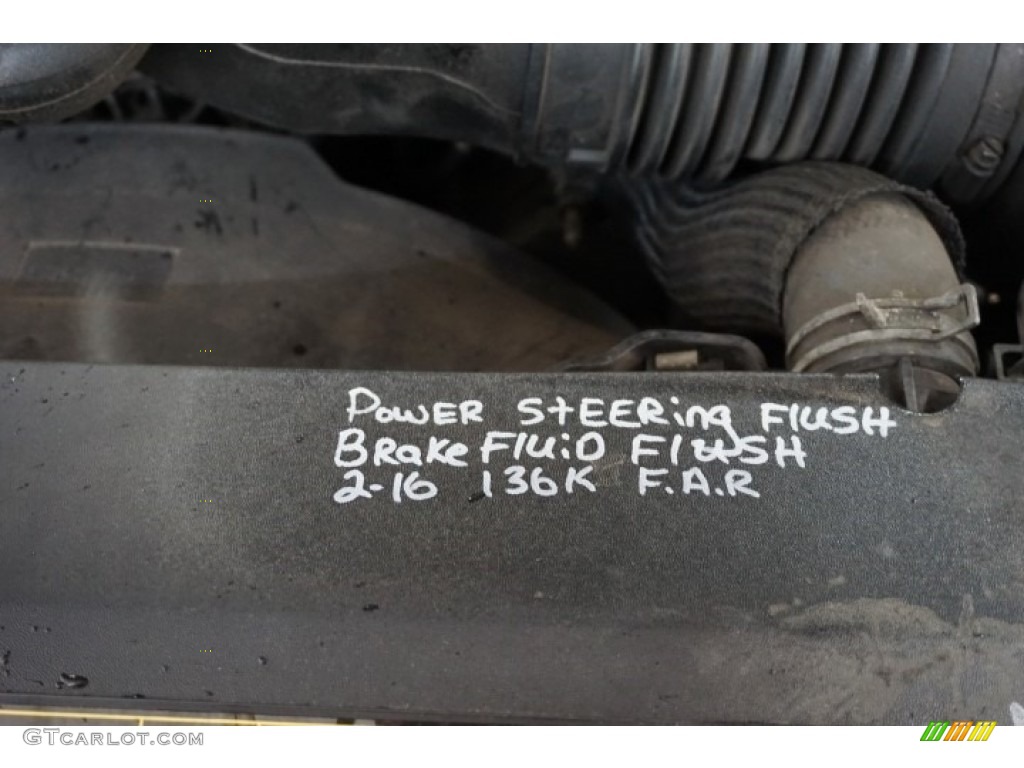 POWER STEERing FlUSH
BRaKe FlUiD FlUSH
2-16 136K F.A.R
GTCARLOT.COM